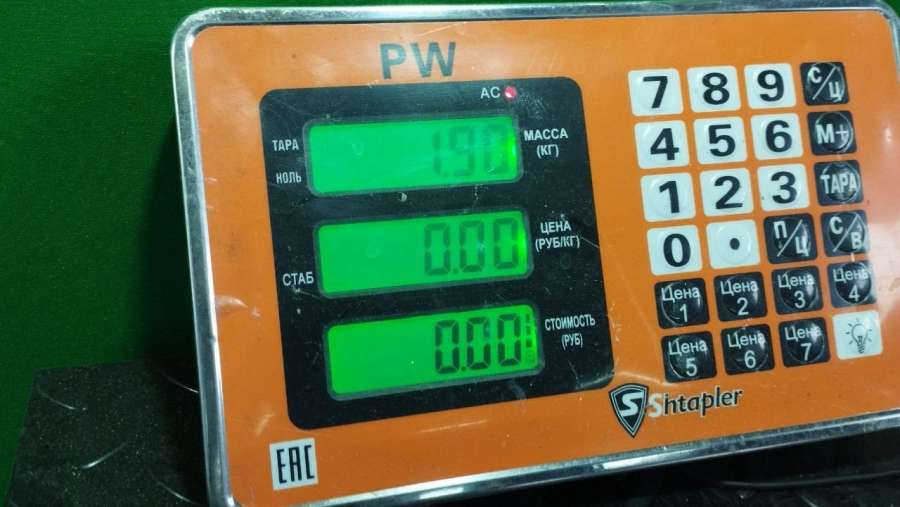 PW
AC
ТАРА
НОЛЬ
1.90
МАССА
(КГ)
СТАБ
0.00
ЦЕНА
(РУБ/КГ)
0.00
СТОИМОСТЬ
(РУБ)
7 8 9 С/Ц
4 5 6 М+
1 2 3 ТАРА
0 . П/Ц С/В
Цена 1 Цена 2 Цена 3 Цена 4
Цена 5 Цена 6 Цена 7
S Shtapler
EAC